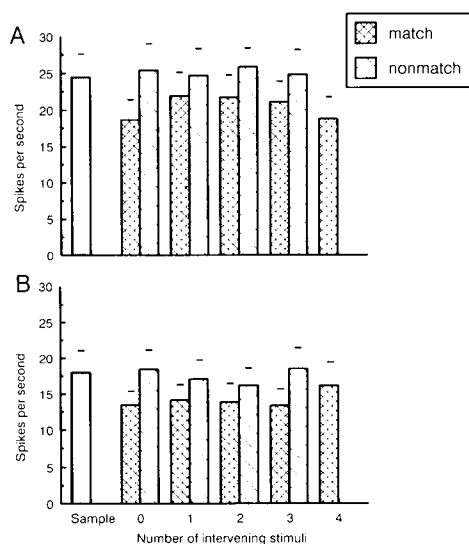 A
match
nonmatch
Spikes per second
30
25
20
15
10
5
0
B
Spikes per second
30
25
20
15
10
5
0
Sample 0 1 2 3 4
Number of intervening stimuli